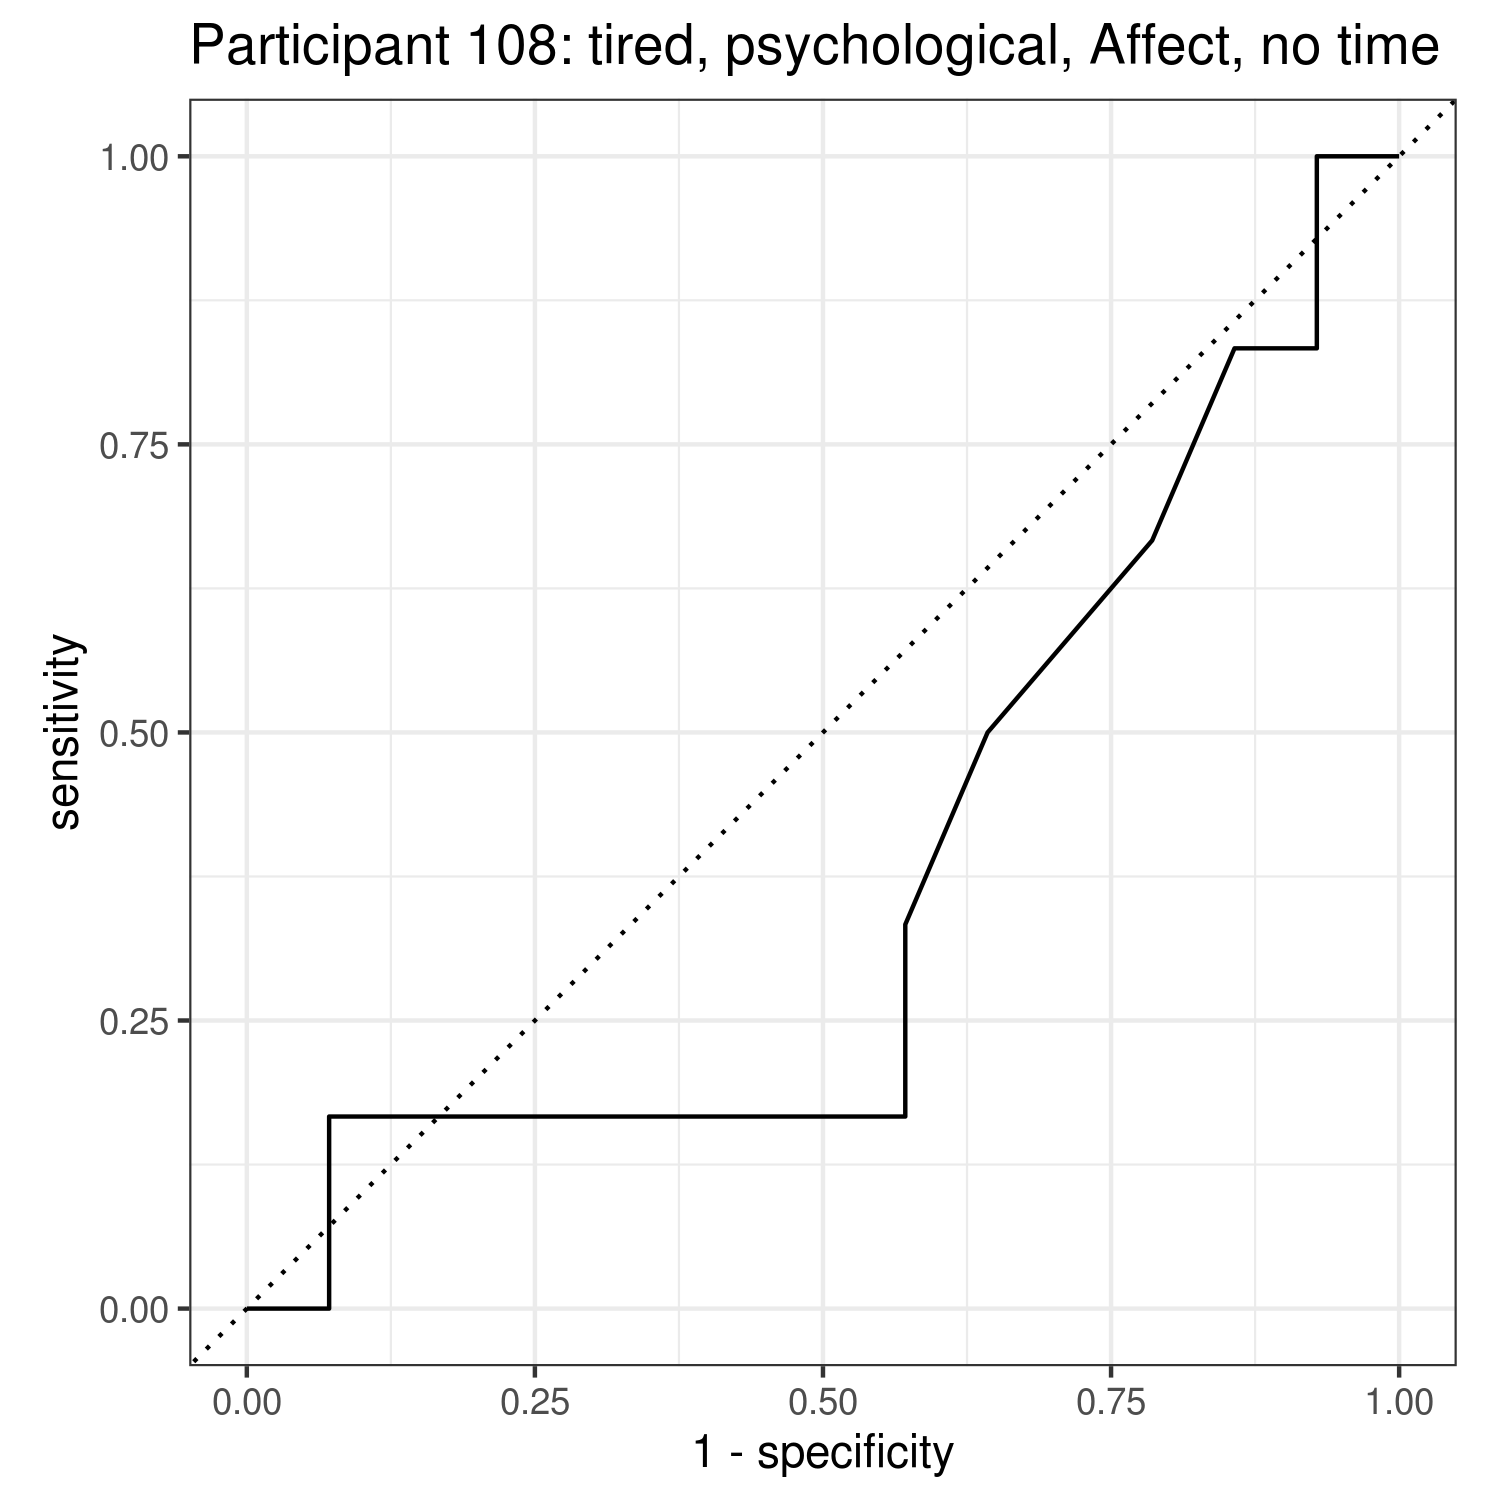 Participant 108: tired, psychological, Affect, no time
1.00
0.75
0.50
0.25
0.00
sensitivity
0.00 0.25 0.50 0.75 1.00
1 - specificity